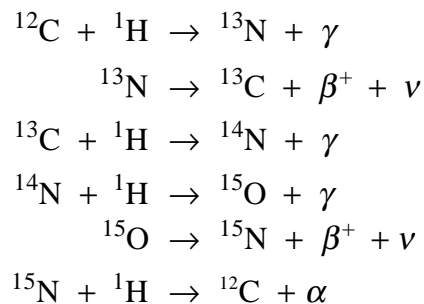 ¹²C + ¹H → ¹³N + γ
¹³N → ¹³C + β⁺ + ν
¹³C + ¹H → ¹⁴N + γ
¹⁴N + ¹H → ¹⁵O + γ
¹⁵O → ¹⁵N + β⁺ + ν
¹⁵N + ¹H → ¹²C + α